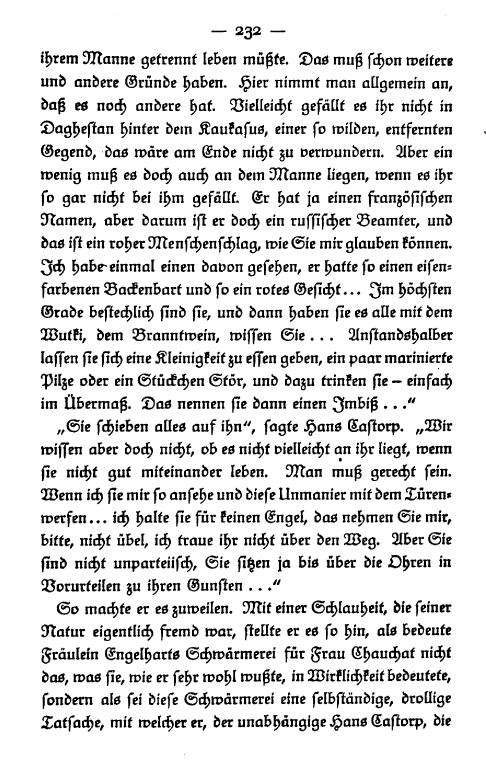 — 232 —
ihrem Manne getrennt leben müßte. Das muß schon weitere
und andere Gründe haben. Hier nimmt man allgemein an,
daß es noch andere hat. Vielleicht gefällt es ihr nicht in
Daghestan hinter dem Kaukasus, einer so wilden, entfernten
Gegend, das wäre am Ende nicht zu verwundern. Aber ein
wenig muß es doch auch an dem Manne liegen, wenn es ihr
so gar nicht bei ihm gefällt. Er hat ja einen französischen
Namen, aber darum ist er doch ein russischer Beamter, und
das ist ein roher Menschenschlag, wie Sie mir glauben können.
Ich habe einmal einen davon gesehen, er hatte so einen eisen-
farbenen Backenbart und so ein rotes Gesicht... Im höchsten
Grade bestechlich sind sie, und dann haben sie es alle mit dem
Wutki, dem Branntwein, wissen Sie ... Anstandshalber
lassen sie sich eine Kleinigkeit zu essen geben, ein paar marinierte
Pilze oder ein Stückchen Stör, und dazu trinken sie – einfach
im Übermaß. Das nennen sie dann einen Imbiß ...“
„Sie schieben alles auf ihn“, sagte Hans Castorp. „Wir
wissen aber doch nicht, ob es nicht vielleicht an ihr liegt, wenn
sie nicht gut miteinander leben. Man muß gerecht sein.
Wenn ich sie mir so ansehe und diese Unmanier mit dem Türen-
werfen... ich halte sie für keinen Engel, das nehmen Sie mir,
bitte, nicht übel, ich traue ihr nicht über den Weg. Aber Sie
sind nicht unparteiisch, Sie sitzen ja bis über die Ohren in
Vorurteilen zu ihren Gunsten ...“
So machte er es zuweilen. Mit einer Schlauheit, die seiner
Natur eigentlich fremd war, stellte er es so hin, als bedeute
Fräulein Engelharts Schwärmerei für Frau Chauchat nicht
das, was sie, wie er sehr wohl wußte, in Wirklichkeit bedeutete,
sondern als sei diese Schwärmerei eine selbständige, drollige
Tatsache, mit welcher er, der unabhängige Hans Castorp, die